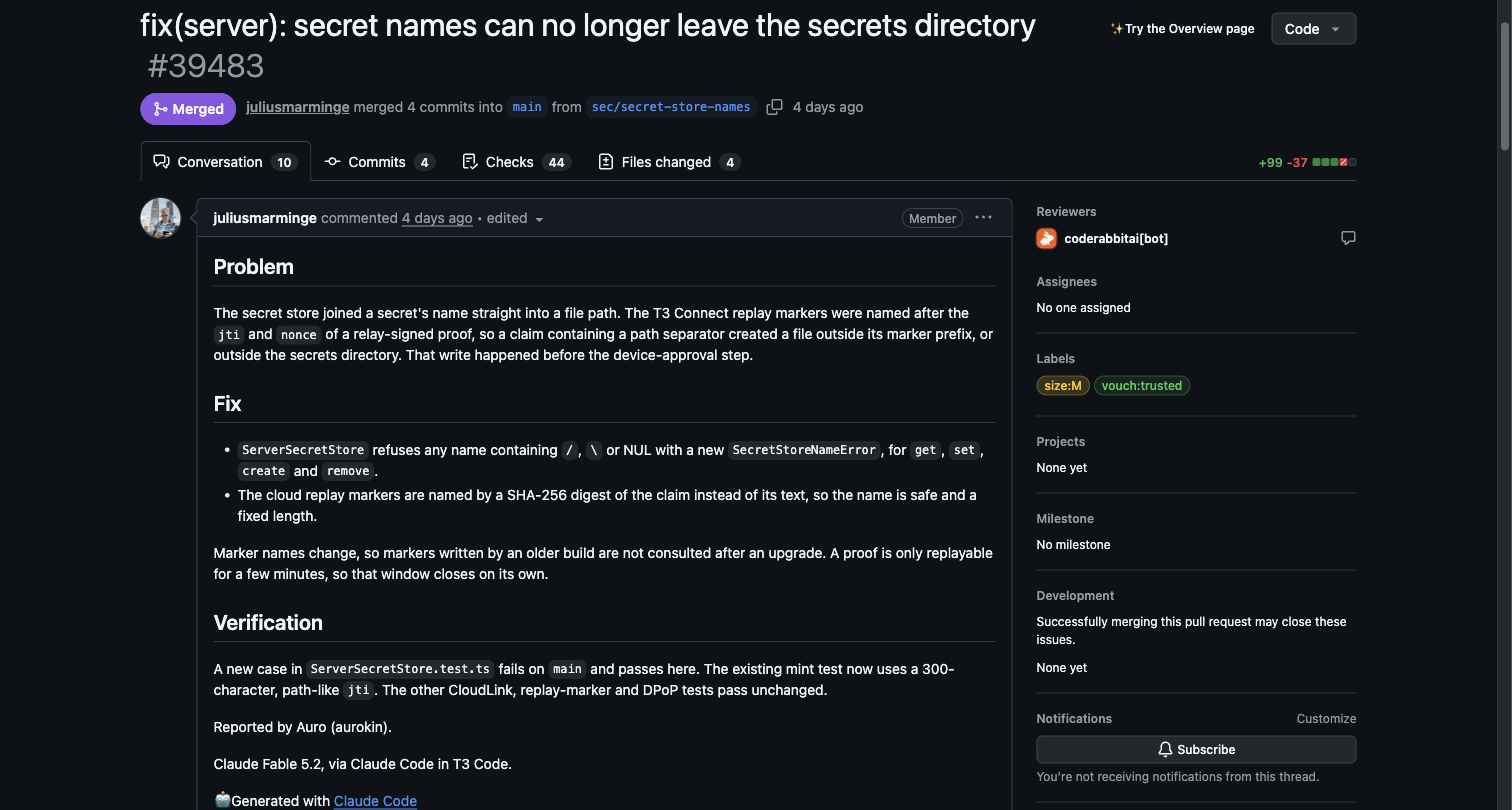 fix(server): secret names can no longer leave the secrets directory
#39483
✨Try the Overview page
Code
Merged
juliusmarminge merged 4 commits into main from sec/secret-store-names 4 days ago
Conversation 10
Commits 4
Checks 44
Files changed 4
+99 -37
juliusmarminge commented 4 days ago • edited
Member
Problem
The secret store joined a secret's name straight into a file path. The T3 Connect replay markers were named after the
jti and nonce of a relay-signed proof, so a claim containing a path separator created a file outside its marker prefix, or
outside the secrets directory. That write happened before the device-approval step.
Fix
• ServerSecretStore refuses any name containing /, \ or NUL with a new SecretStoreNameError, for get, set,
create and remove.
• The cloud replay markers are named by a SHA-256 digest of the claim instead of its text, so the name is safe and a
fixed length.
Marker names change, so markers written by an older build are not consulted after an upgrade. A proof is only replayable
for a few minutes, so that window closes on its own.
Verification
A new case in ServerSecretStore.test.ts fails on main and passes here. The existing mint test now uses a 300-
character, path-like jti. The other CloudLink, replay-marker and DPoP tests pass unchanged.
Reported by Auro (aurokin).
Claude Fable 5.2, via Claude Code in T3 Code.
🤖Generated with Claude Code
Reviewers
coderabbitai[bot]
Assignees
No one assigned
Labels
size:M vouch:trusted
Projects
None yet
Milestone
No milestone
Development
Successfully merging this pull request may close these
issues.
None yet
Notifications
Customize
Subscribe
You're not receiving notifications from this thread.